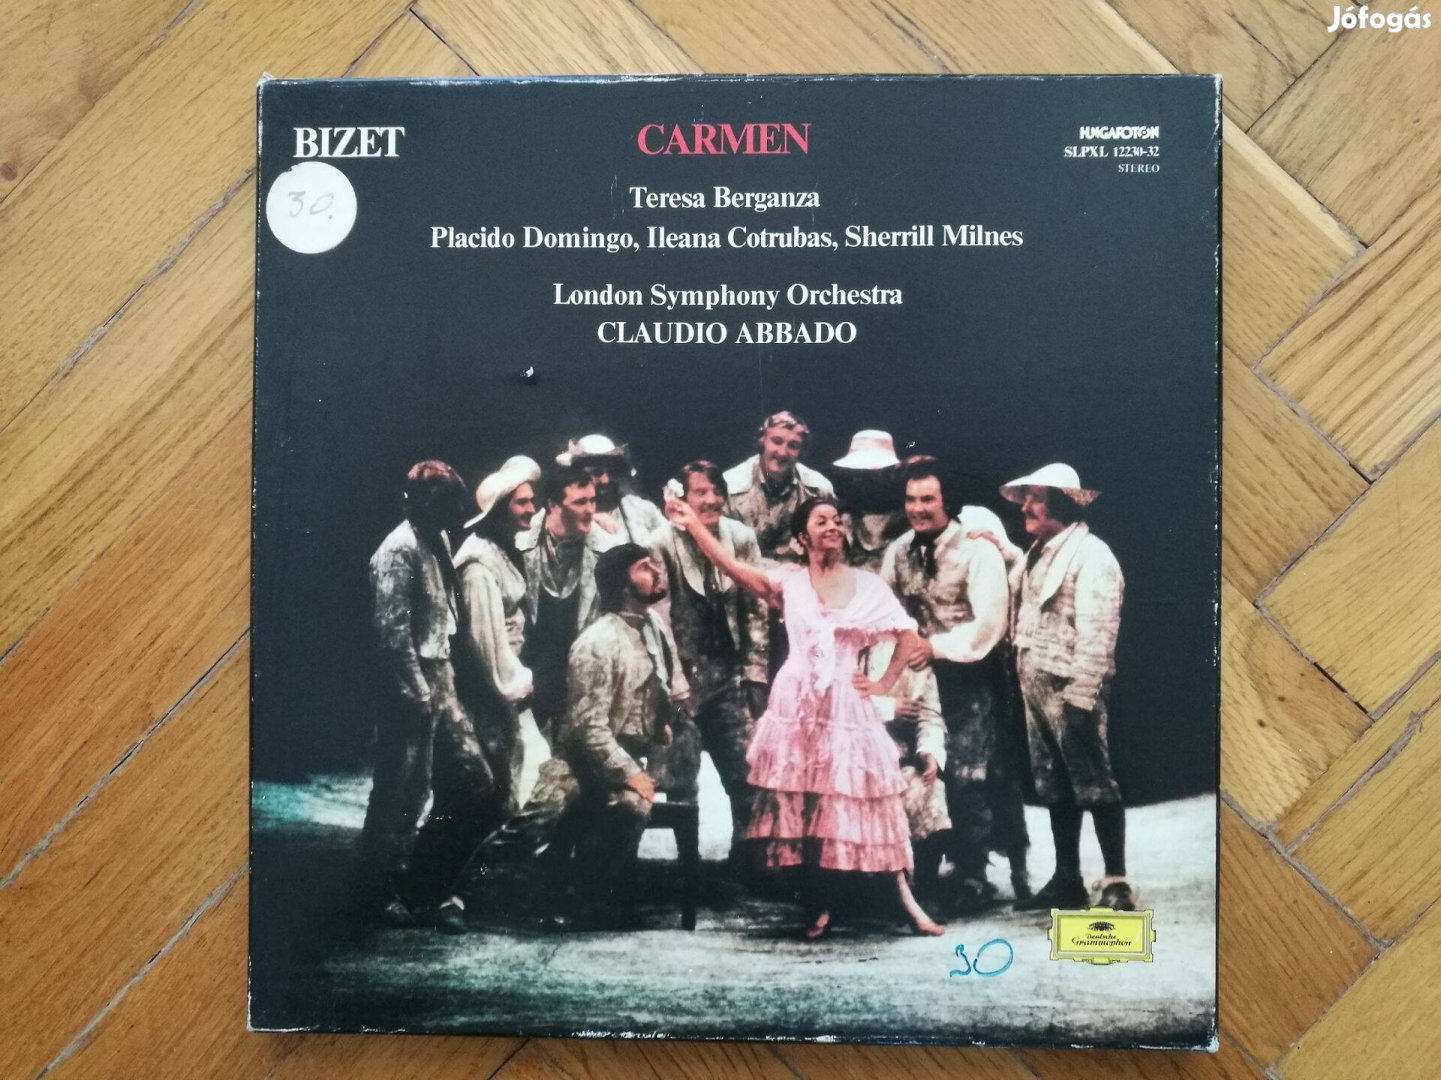 Jófogás
BIZET
CARMEN
HUNGAROTON
SLPXL 12230-32
STEREO
30.
Teresa Berganza
Placido Domingo, Ileana Cotrubas, Sherrill Milnes
London Symphony Orchestra
CLAUDIO ABBADO
Deutsche
Grammophon
30